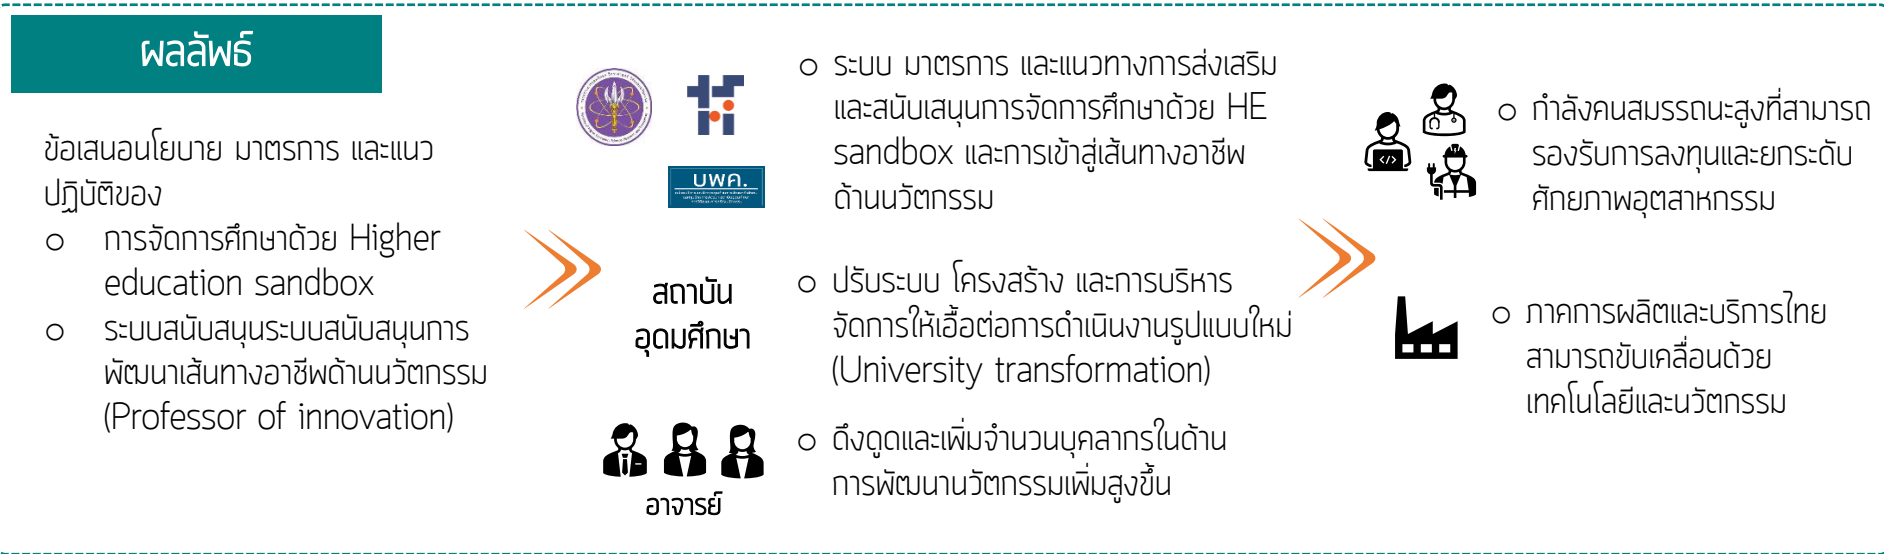 ผลลัพธ์
ข้อเสนอนโยบาย มาตรการ และแนว
ปฏิบัติของ
o การจัดการศึกษาด้วย Higher
education sandbox
o ระบบสนับสนุนระบบสนับสนุนการ
พัฒนาเส้นทางอาชีพด้านนวัตกรรม
(Professor of innovation)
บพค.
o ระบบ มาตรการ และแนวทางการส่งเสริม
และสนับเสนุนการจัดการศึกษาด้วย HE
sandbox และการเข้าสู่เส้นทางอาชีพ
ด้านนวัตกรรม
สถาบัน
อุดมศึกษา
o ปรับระบบ โครงสร้าง และการบริหาร
จัดการให้เอื้อต่อการดำเนินงานรูปแบบใหม่
(University transformation)
อาจารย์
o ดึงดูดและเพิ่มจำนวนบุคลากรในด้าน
การพัฒนานวัตกรรมเพิ่มสูงขึ้น
o กำลังคนสมรรถนะสูงที่สามารถ
รองรับการลงทุนและยกระดับ
ศักยภาพอุตสาหกรรม
o ภาคการผลิตและบริการไทย
สามารถขับเคลื่อนด้วย
เทคโนโลยีและนวัตกรรม